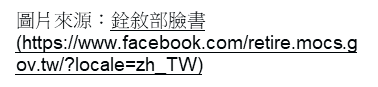 圖片來源：銓敘部臉書
(https://www.facebook.com/retire.mocs.g
ov.tw/?locale=zh_TW)